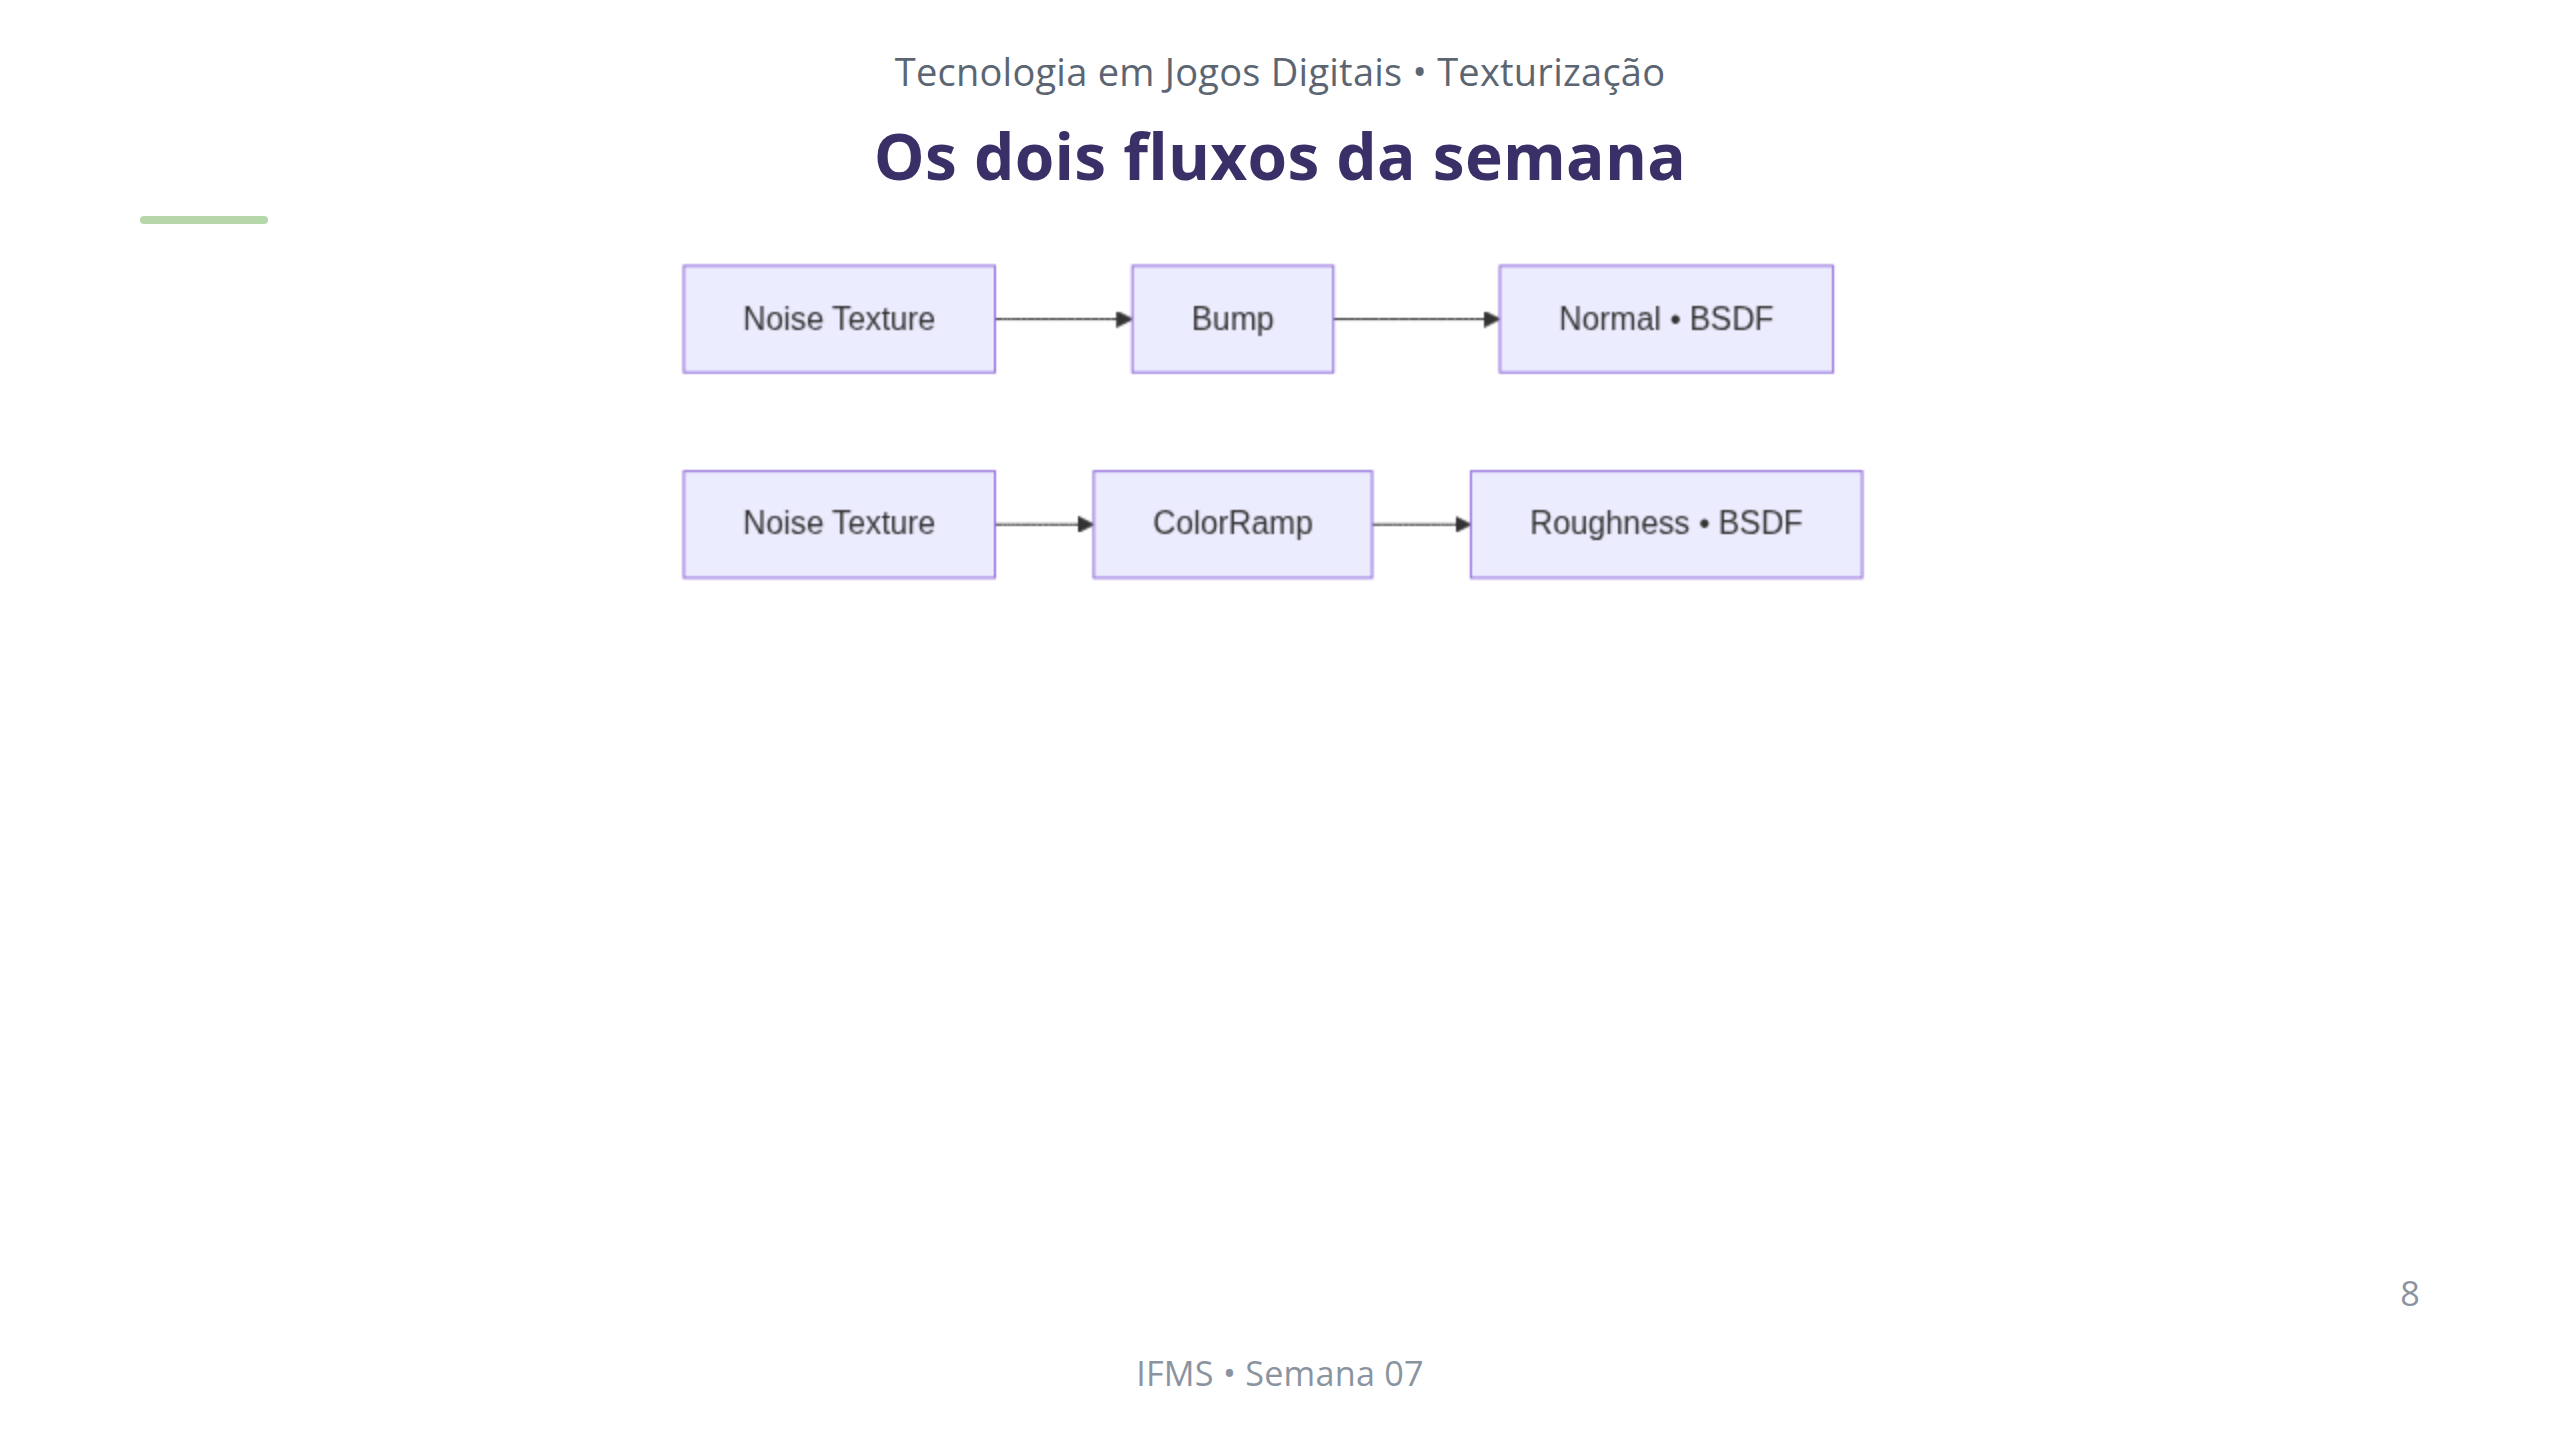 Tecnologia em Jogos Digitais • Texturização
Os dois fluxos da semana
Noise Texture
Bump
Normal • BSDF
Noise Texture
ColorRamp
Roughness • BSDF
8
IFMS • Semana 07